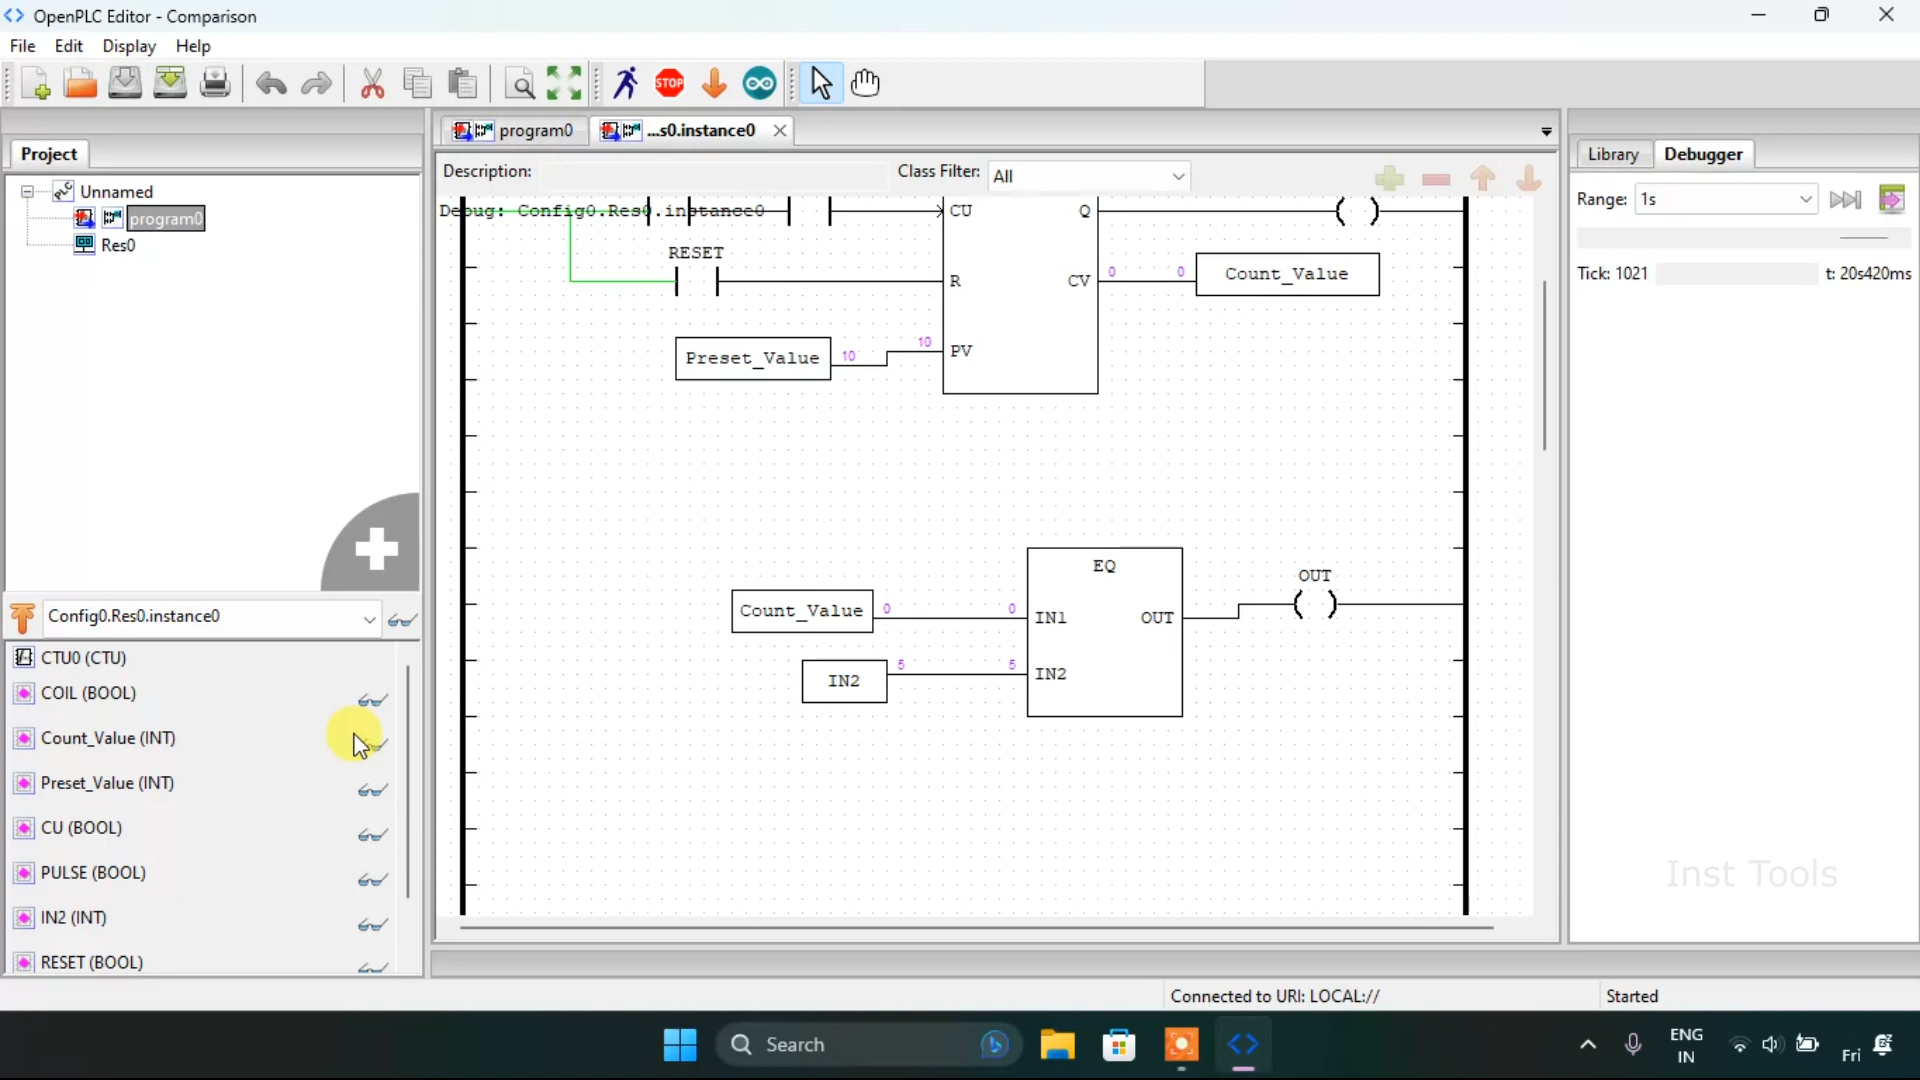 OpenPLC Editor - Comparison
File Edit Display Help
STOP
program0 ...s0.instance0
Project
Library Debugger
Description: Class Filter: All
Unnamed
program0
Res0
Range: 1s
Tick: 1021 t: 20s420ms
Debug: Config0.Res0.instance0
CU Q
RESET
R CV 0 0 Count_Value
Preset_Value 10 10 PV
EQ
OUT
Count_Value 0 0 IN1 OUT
IN2 5 5 IN2
Config0.Res0.instance0
CTU0 (CTU)
COIL (BOOL)
Count_Value (INT)
Preset_Value (INT)
CU (BOOL)
PULSE (BOOL)
IN2 (INT)
RESET (BOOL)
Inst Tools
Connected to URI: LOCAL:// Started
Search
ENG
IN
Fri